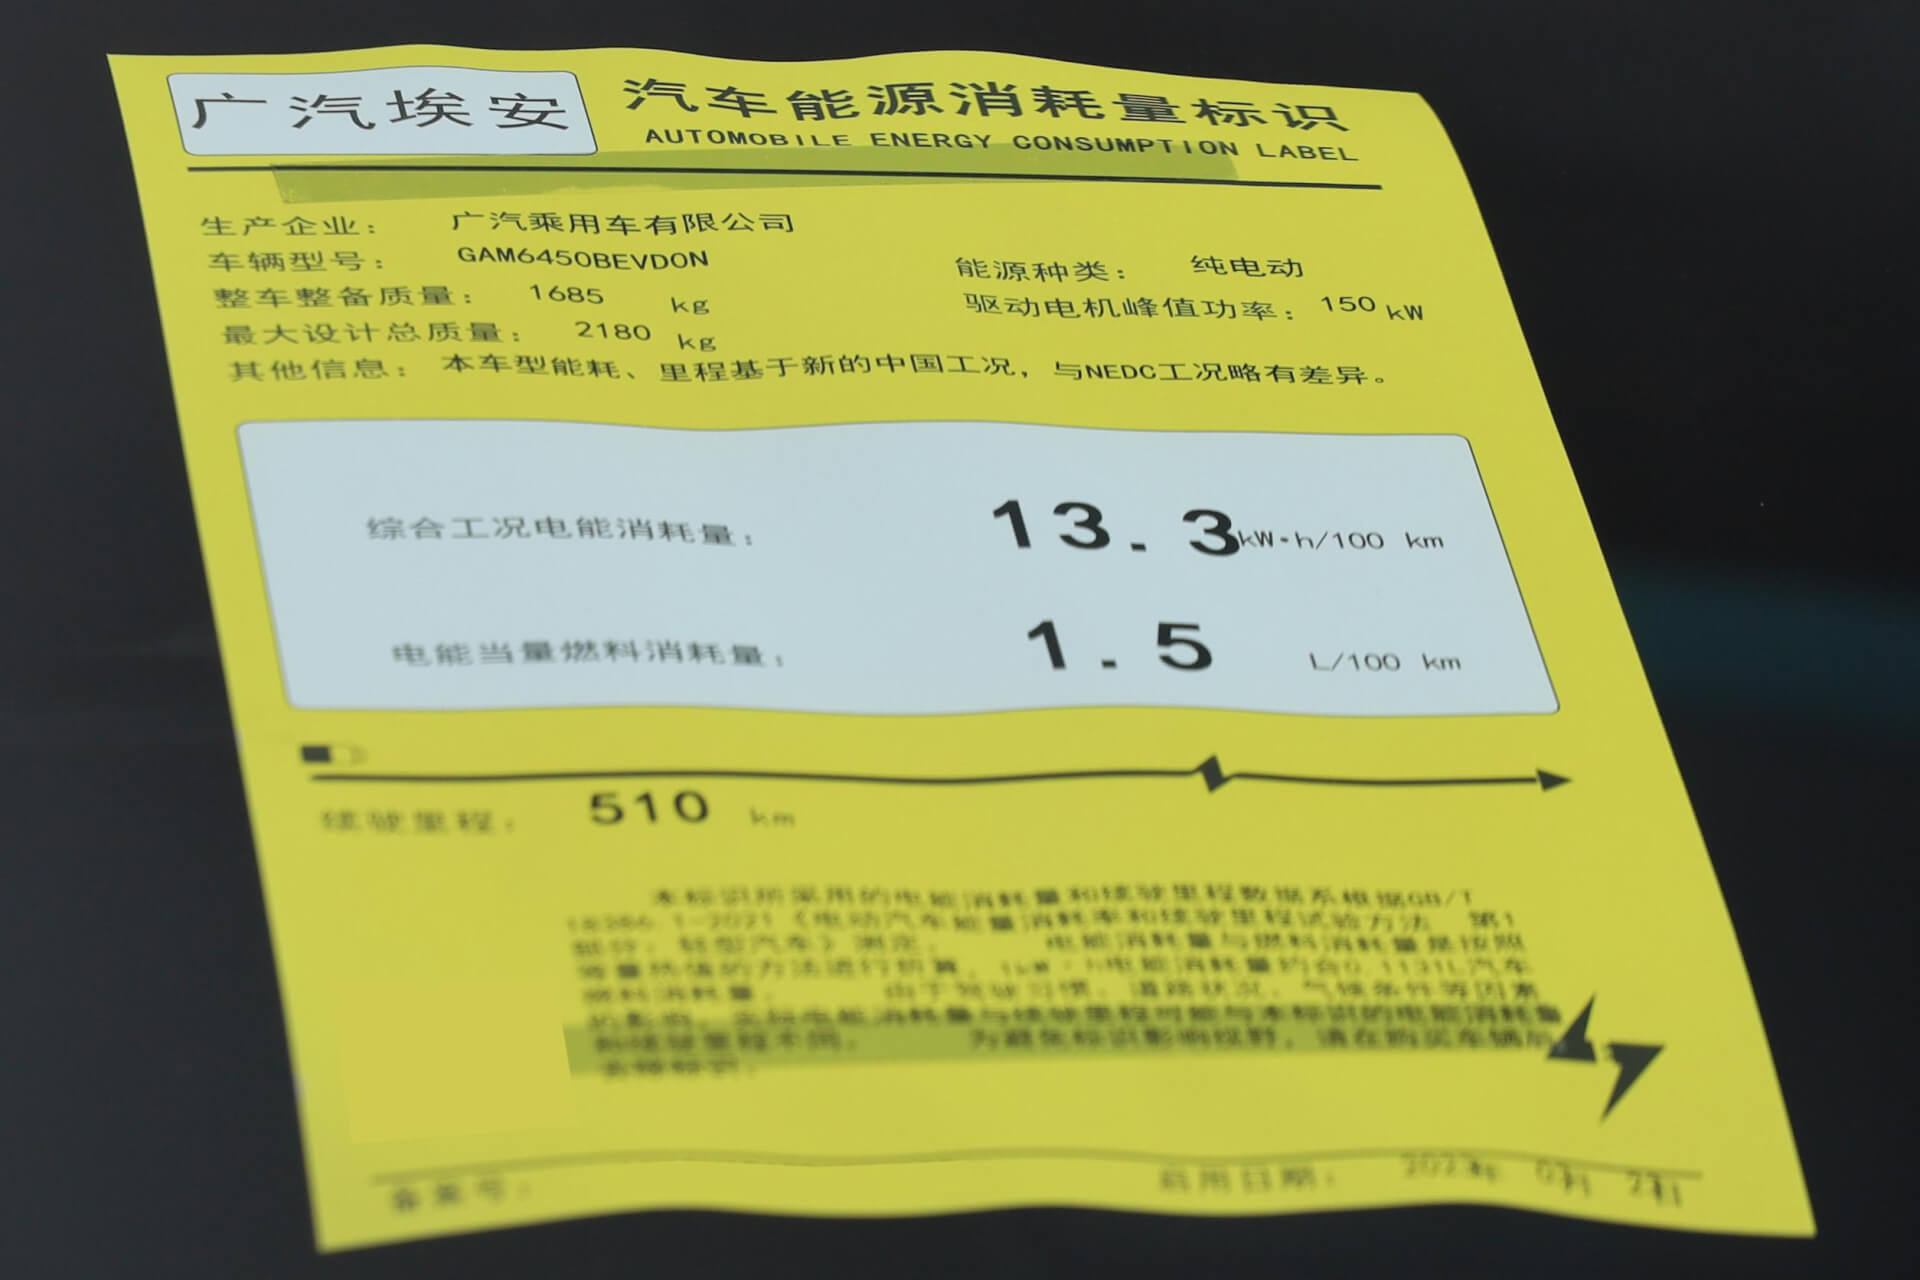 广汽埃安
汽车能源消耗量标识
AUTOMOBILE ENERGY CONSUMPTION LABEL
生产企业： 广汽乘用车有限公司
车辆型号： GAM6450BEVD0N
能源种类： 纯电动
整车整备质量： 1685 kg
驱动电机峰值功率： 150 kW
最大设计总质量： 2180 kg
其他信息： 本车型能耗、里程基于新的中国工况，与NEDC工况略有差异。
综合工况电能消耗量： 13.3 kW·h/100 km
电能当量燃料消耗量： 1.5 L/100 km
续驶里程： 510 km
本标识所采用的电能消耗量和续驶里程数据系根据GB/T
18386.1-2021《电动汽车能量消耗率和续驶里程试验方法 第1
部分：轻型汽车》测定。 电能消耗量与燃料消耗量是按照
等量热值的方法进行折算，1kW·h电能消耗量约合0.1131L汽车
燃料消耗量。 由于驾驶习惯、道路状况、气候条件等因素
的影响，实际电能消耗量与续驶里程可能与本标识的电能消耗量
和续驶里程不同。 为避免标识影响视野，请在购买车辆后
去除标识。
备案号：
启用日期： 2023年